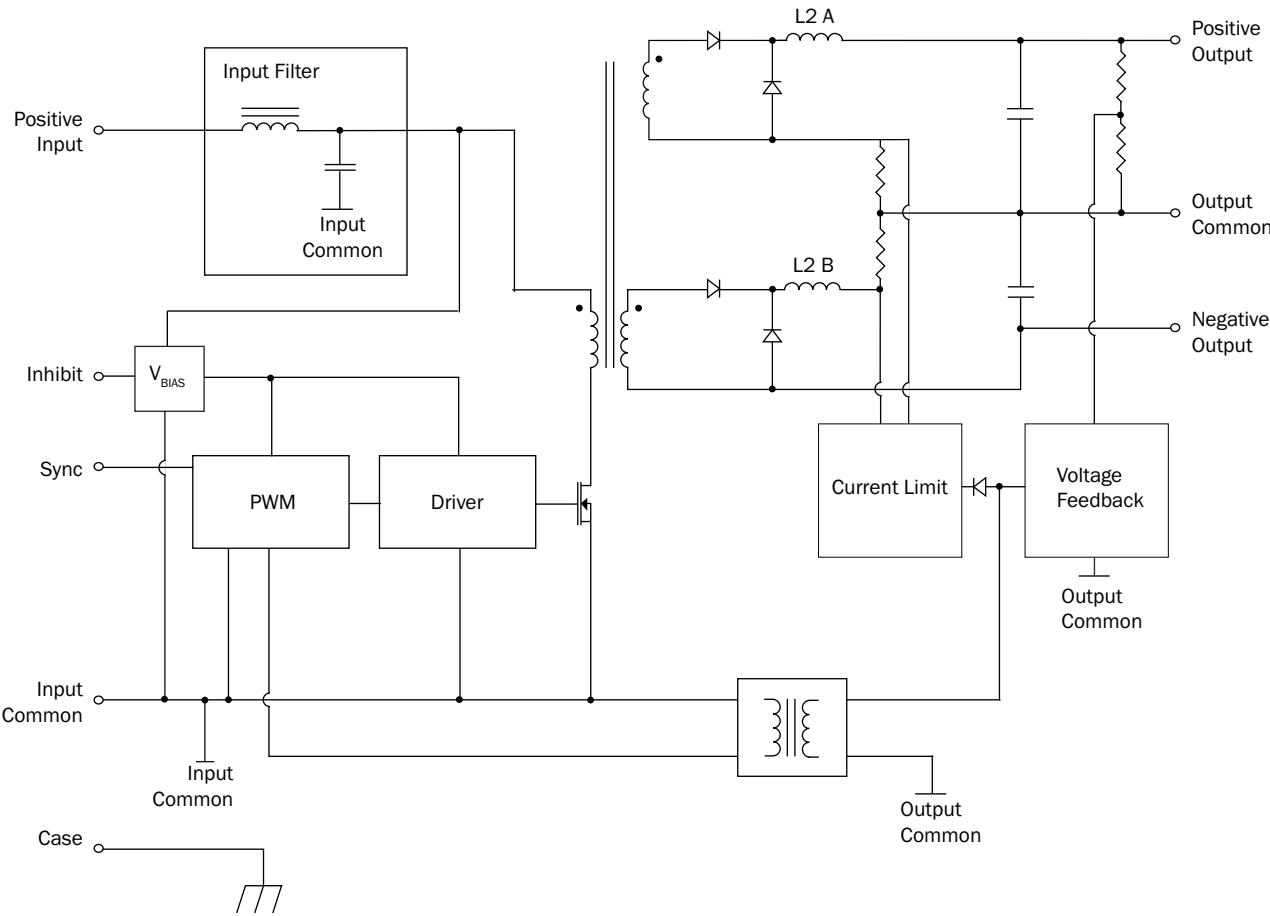 L2 A
Positive
Output
Input Filter
Positive
Input
Input
Common
Output
Common
L2 B
Negative
Output
Inhibit
VBIAS
Sync
PWM
Driver
Current Limit
Voltage
Feedback
Output
Common
Input
Common
Input
Common
Output
Common
Case